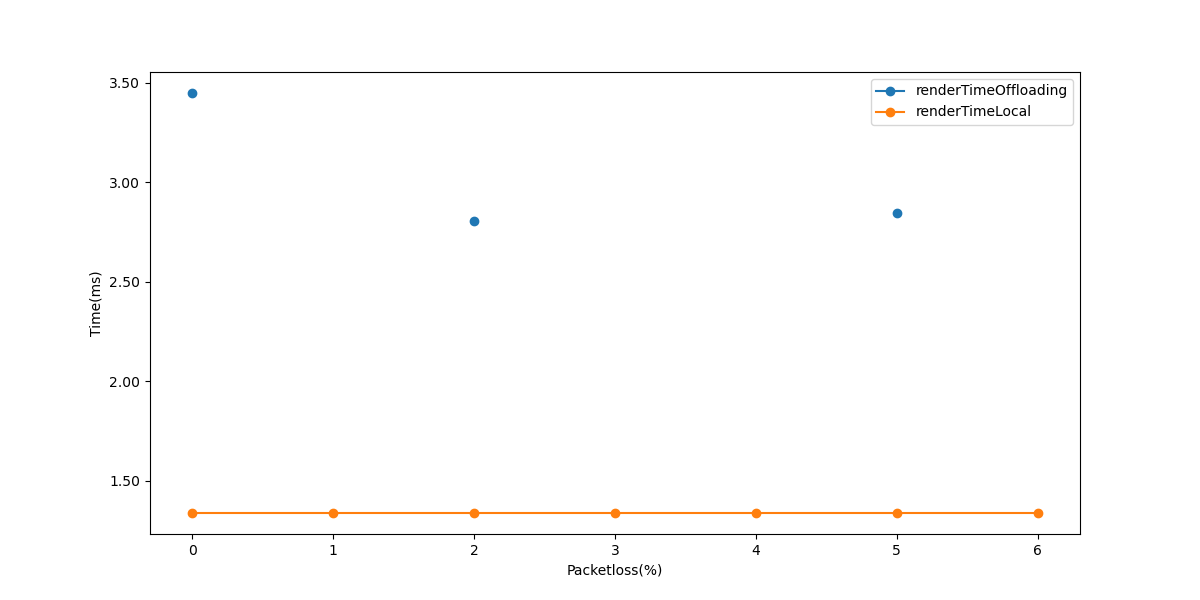 3.50
3.00
2.50
2.00
1.50
Time(ms)
renderTimeOffloading
renderTimeLocal
0 1 2 3 4 5 6
Packetloss(%)